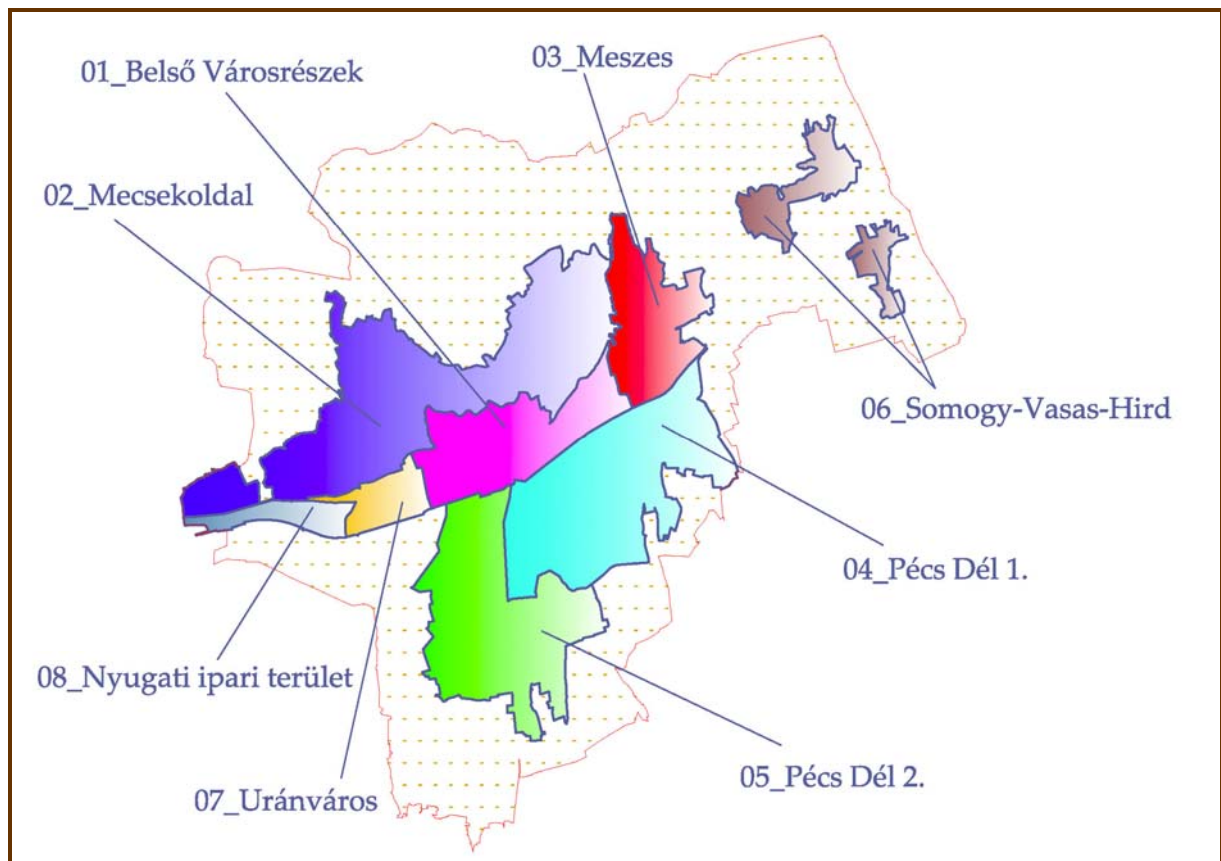 03_Meszes
01_Belső Városrészek
02_Mecsekoldal
06_Somogy-Vasas-Hird
04_Pécs Dél 1.
08_Nyugati ipari terület
05_Pécs Dél 2.
07_Uránváros